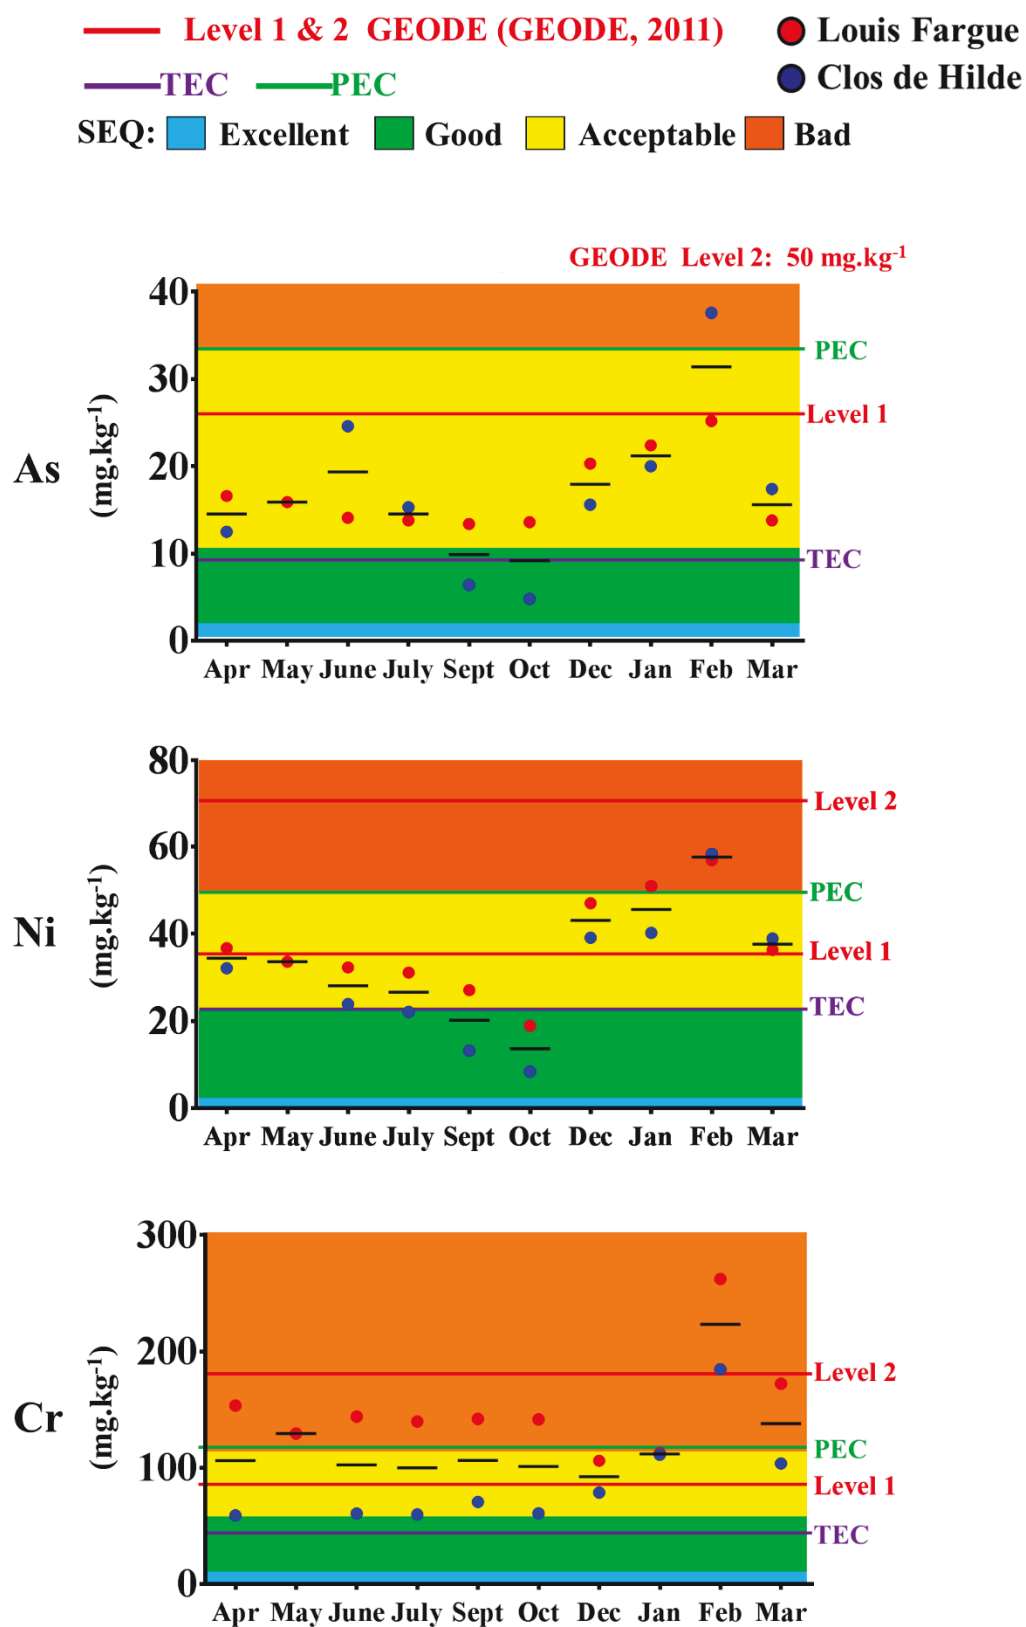 Level 1 & 2 GEODE (GEODE, 2011)
Louis Fargue
TEC
PEC
Clos de Hilde
SEQ:
Excellent
Good
Acceptable
Bad
GEODE Level 2: 50 mg.kg⁻¹
As
(mg.kg⁻¹)
40
30
20
10
0
PEC
Level 1
TEC
Apr May June July Sept Oct Dec Jan Feb Mar
Ni
(mg.kg⁻¹)
80
60
40
20
0
Level 2
PEC
Level 1
TEC
Apr May June July Sept Oct Dec Jan Feb Mar
Cr
(mg.kg⁻¹)
300
200
100
0
Level 2
PEC
Level 1
TEC
Apr May June July Sept Oct Dec Jan Feb Mar